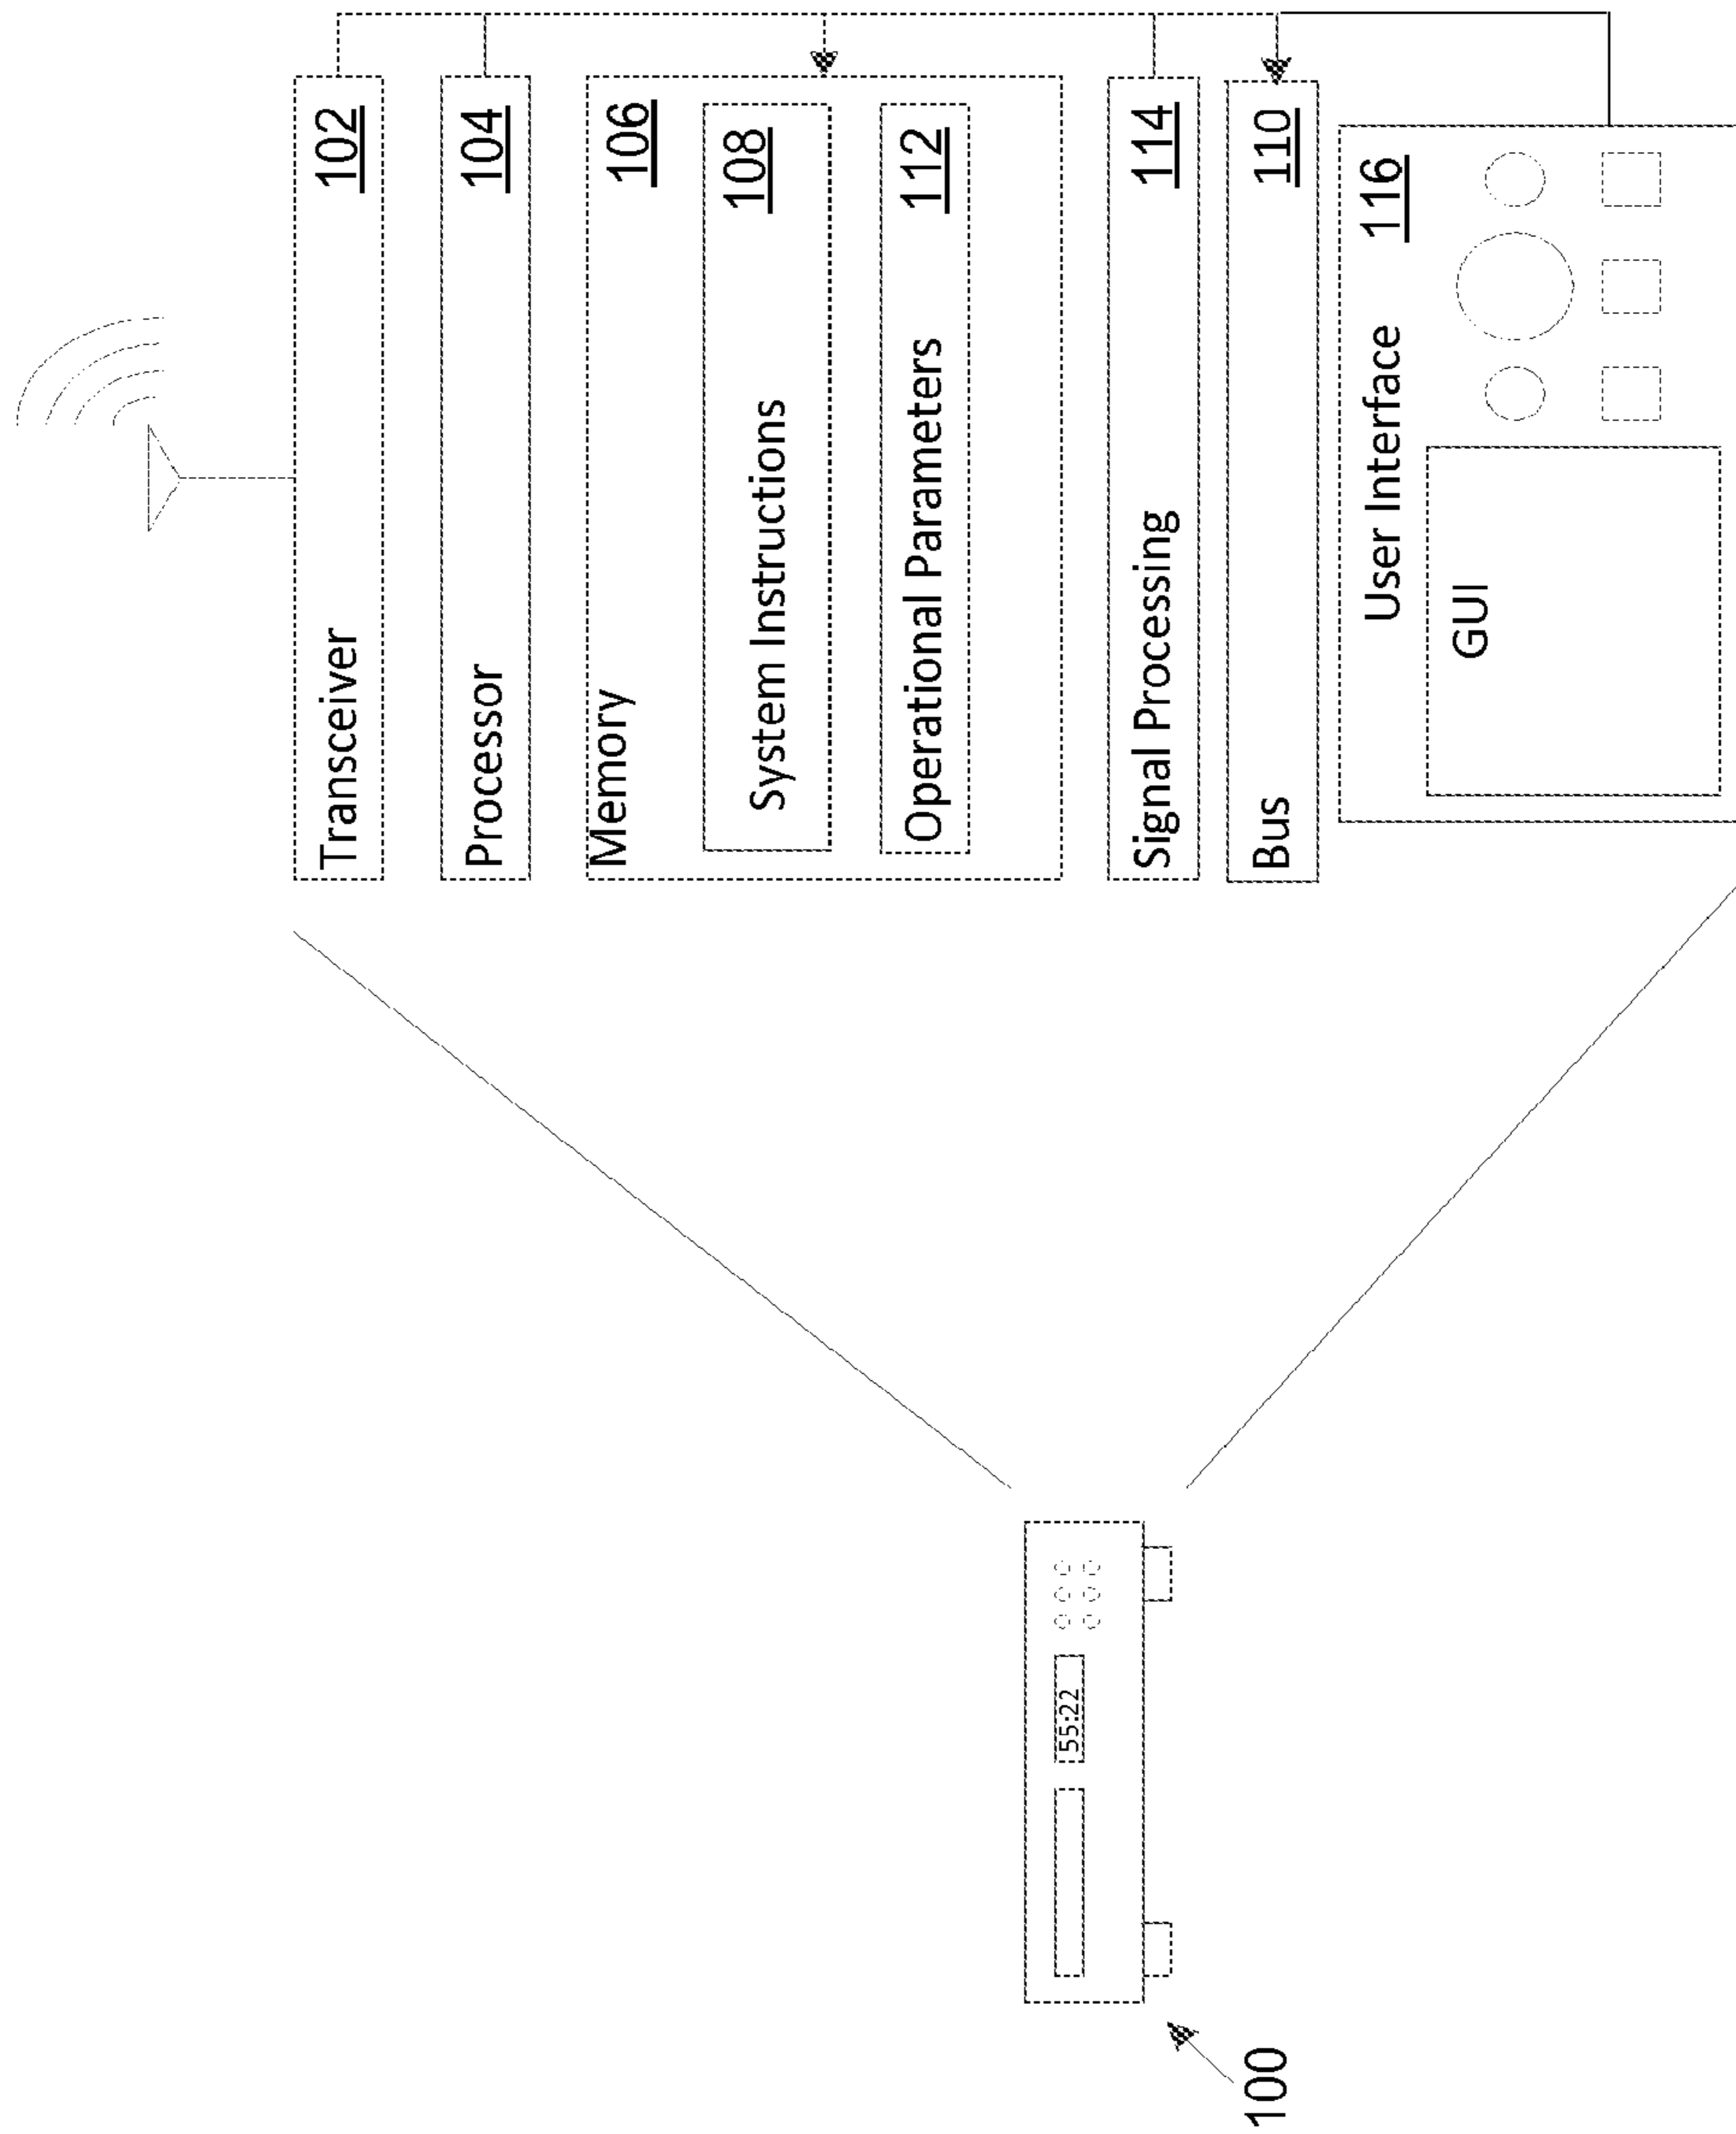 Transceiver 102
Processor 104
Memory 106
System Instructions 108
Operational Parameters 112
Signal Processing 114
Bus 110
User Interface 116
GUI
55:22
100